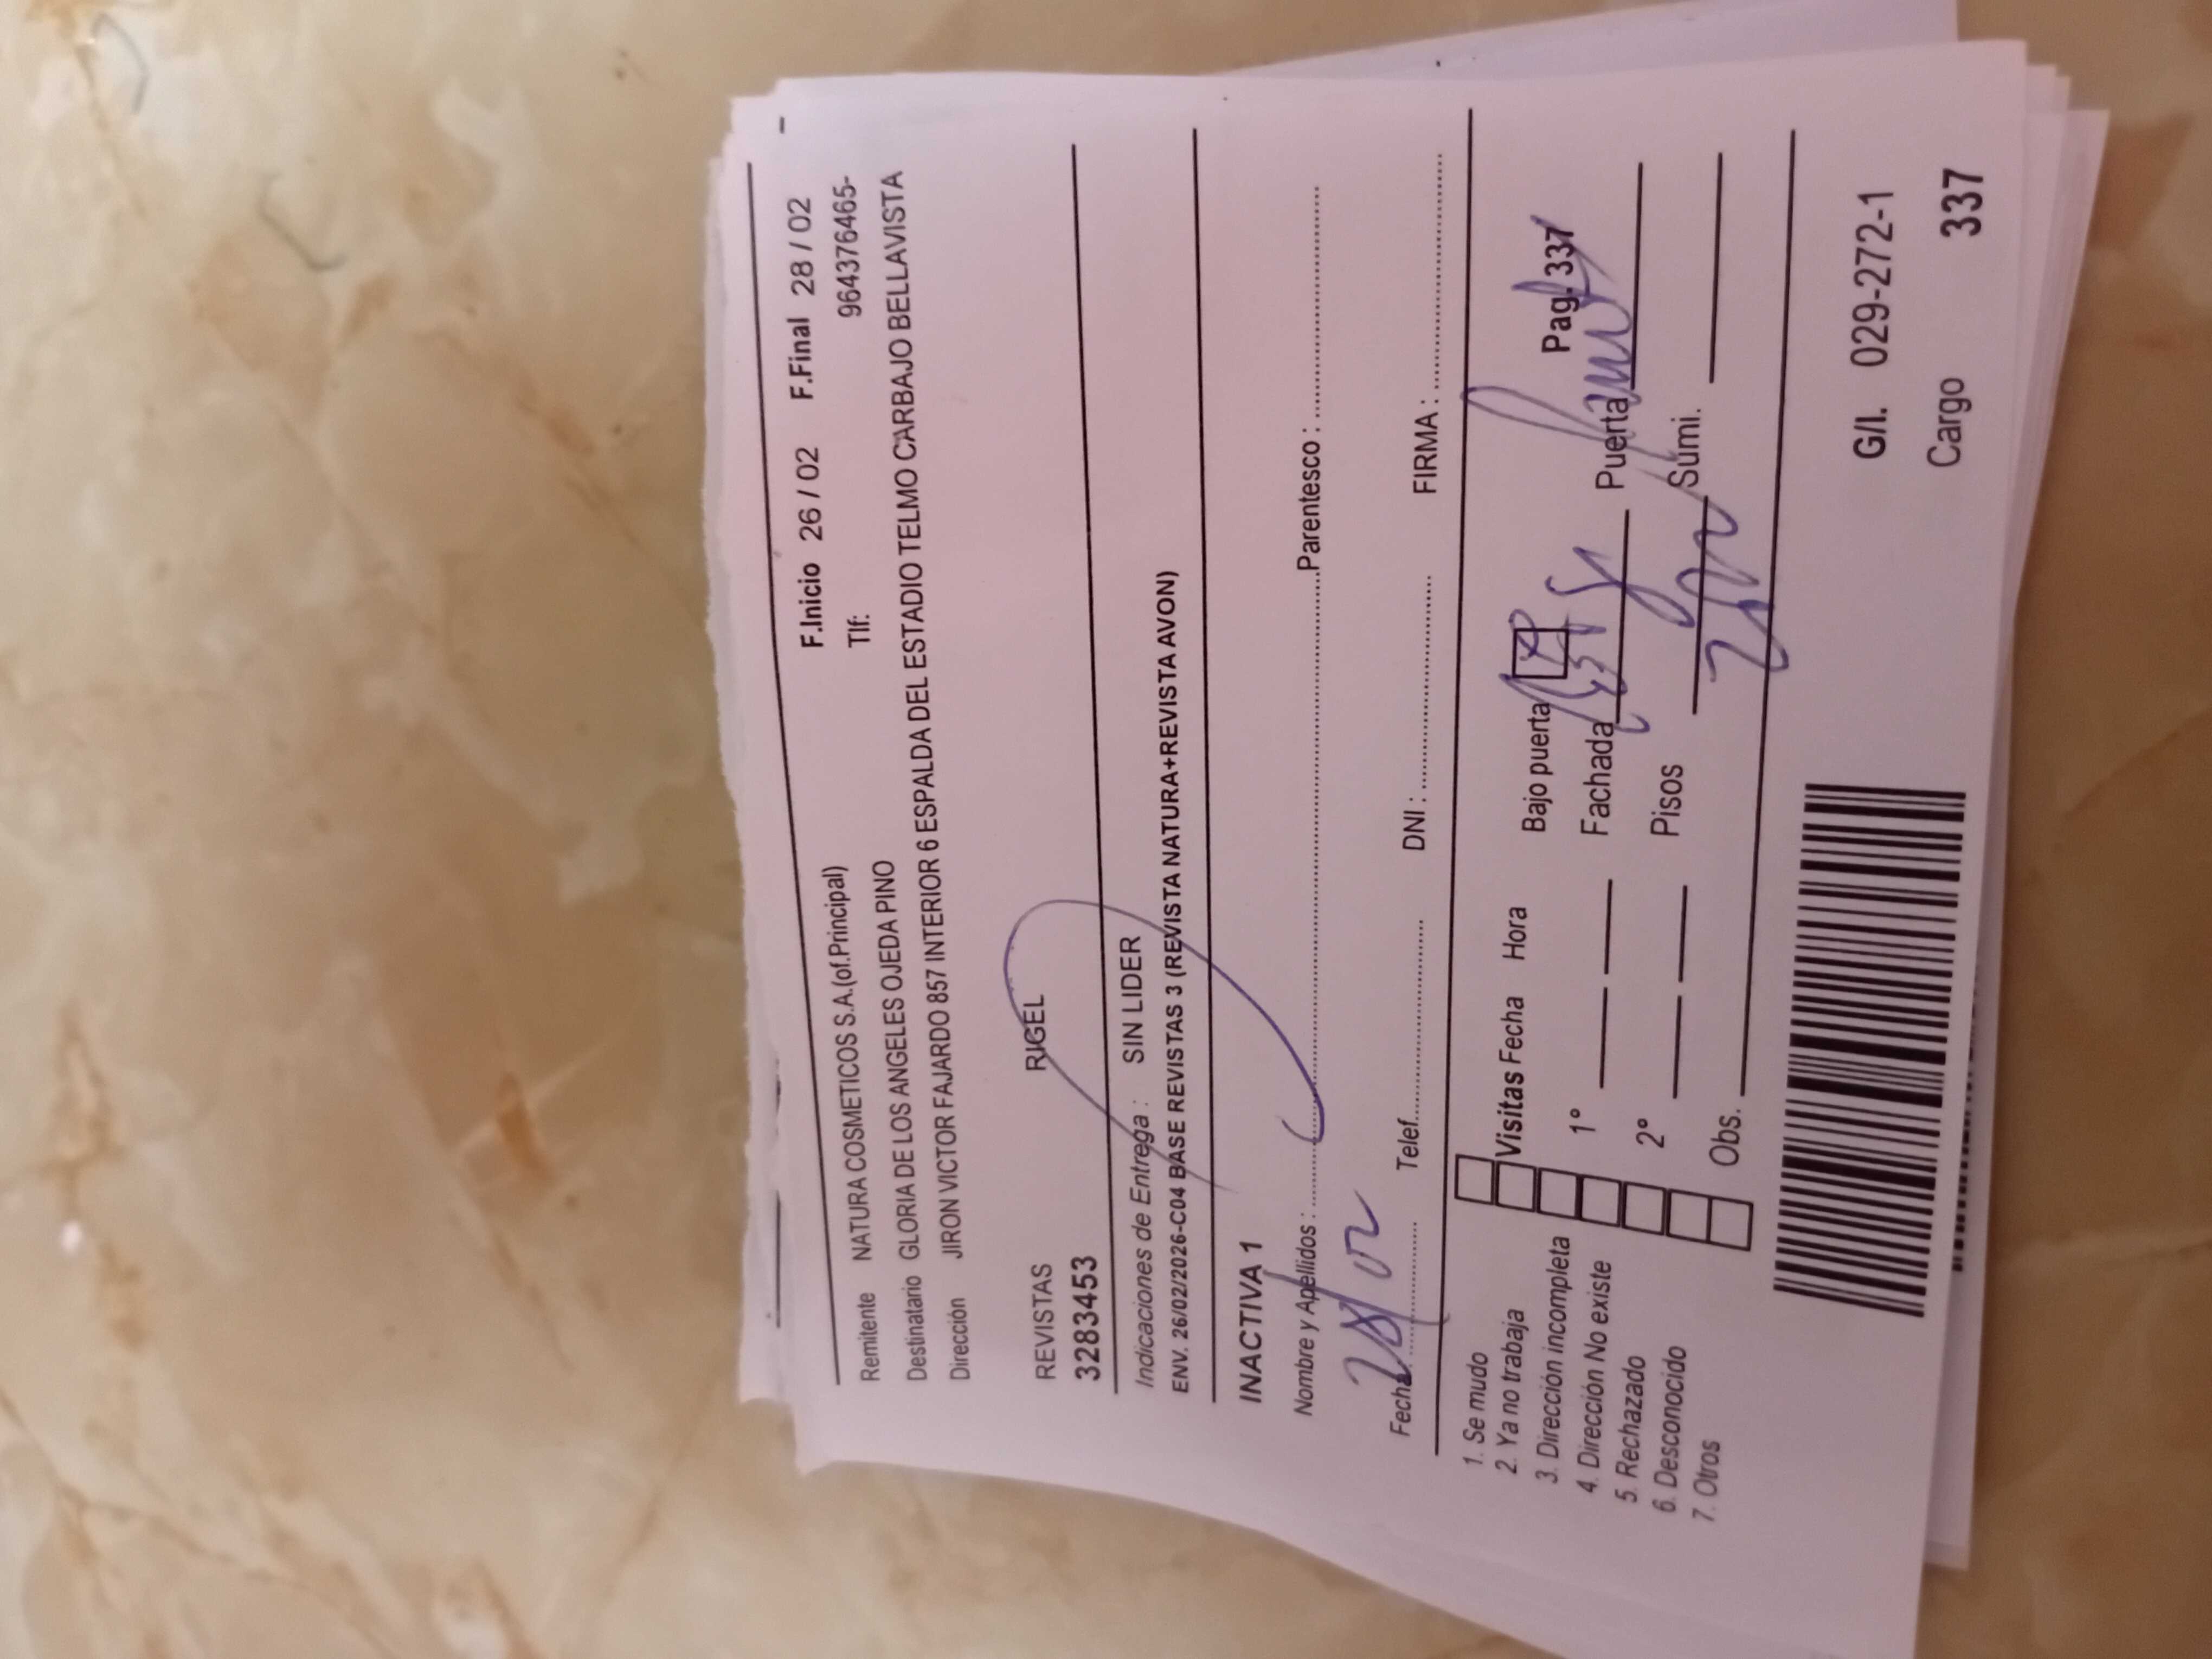 F.Inicio 26 / 02 F.Final 28 / 02
Remitente NATURA COSMETICOS S.A.(of.Principal) Tlf: 964376465-
Destinatario GLORIA DE LOS ANGELES OJEDA PINO
Dirección JIRON VICTOR FAJARDO 857 INTERIOR 6 ESPALDA DEL ESTADIO TELMO CARBAJO BELLAVISTA
REVISTAS RIGEL
3283453
Indicaciones de Entrega : SIN LIDER
ENV. 26/02/2026-C04 BASE REVISTAS 3 (REVISTA NATURA+REVISTA AVON)
INACTIVA 1
Nombre y Apellidos : Parentesco :
28/02
Fecha: Telef. DNI : FIRMA :
1. Se mudo
2. Ya no trabaja
3. Dirección incompleta
4. Dirección No existe
5. Rechazado
6. Desconocido
7. Otros
Visitas Fecha Hora Bajo puerta Pag. 337
1° Fachada Puerta
2° Pisos Sumi.
Obs.
G/I. 029-272-1
Cargo 337